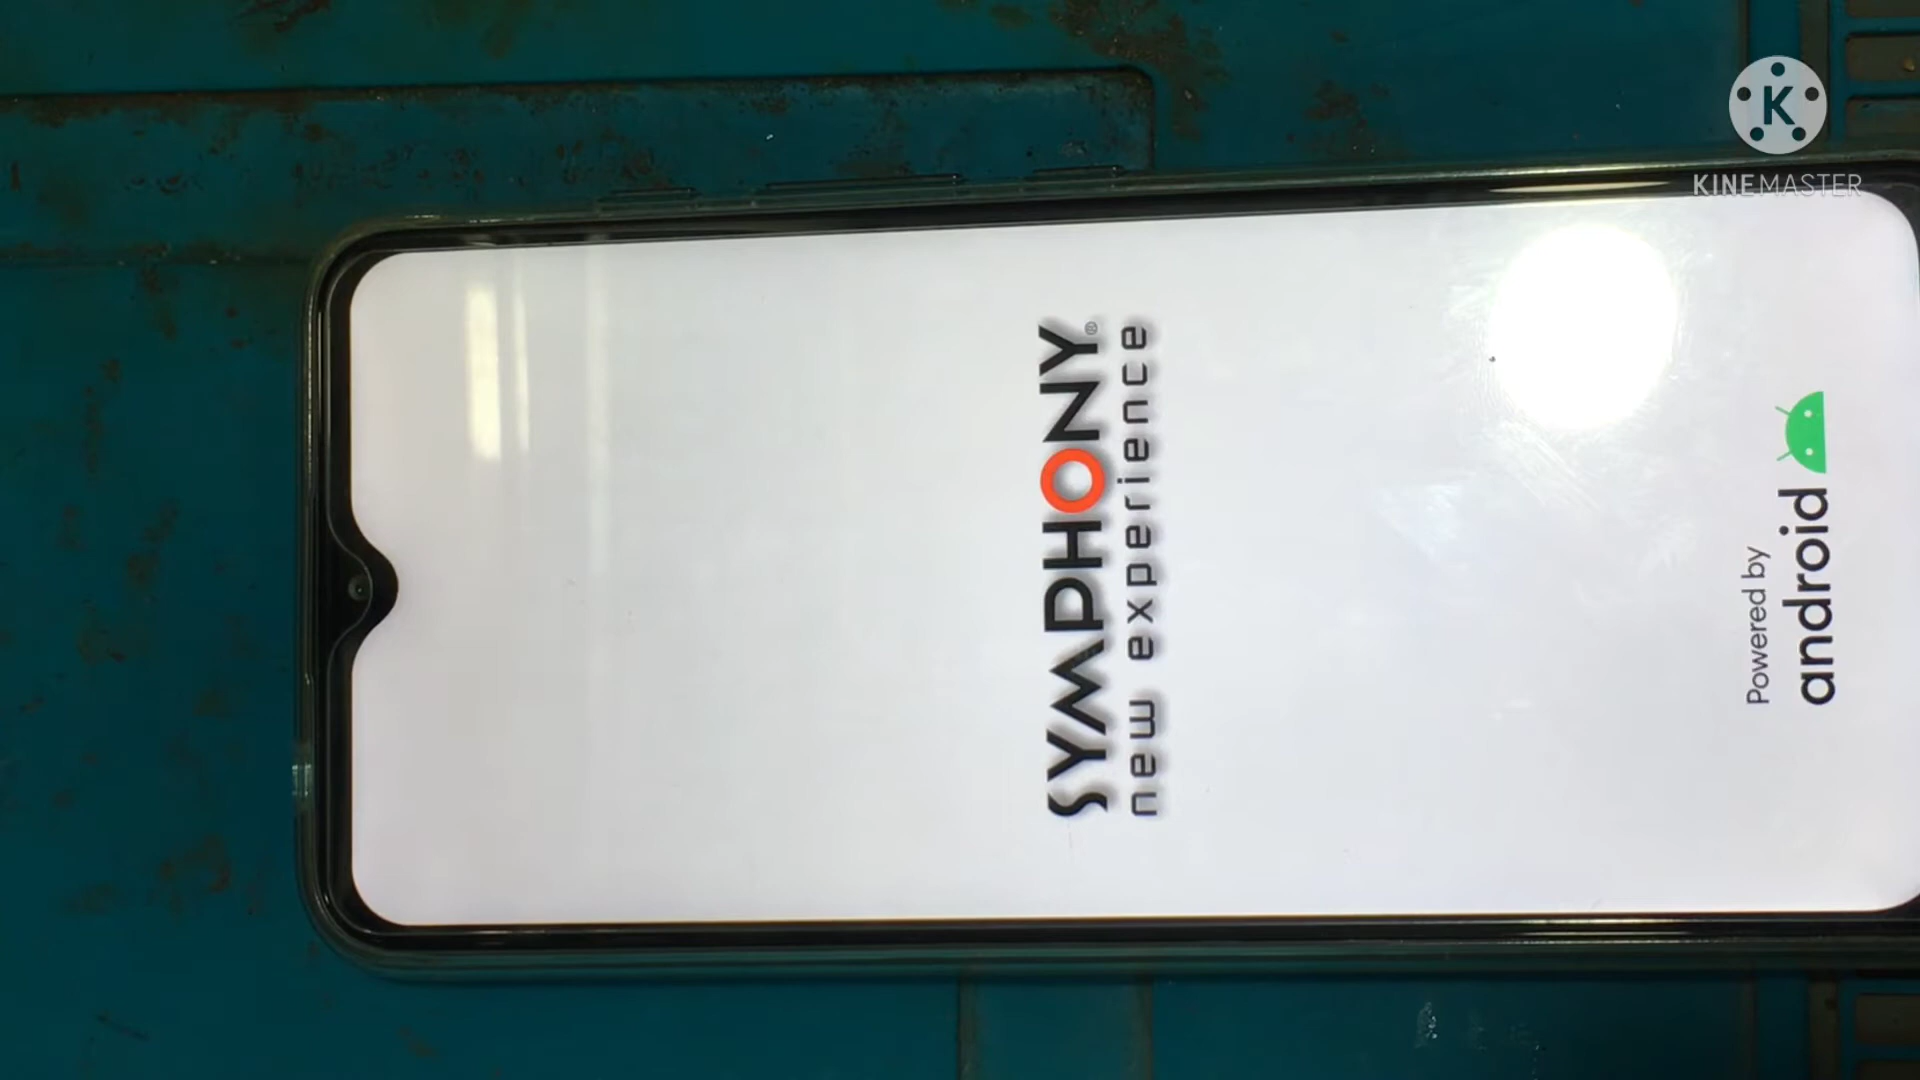 K
KINEMASTER
SYMPHONY®
new experience
Powered by
android